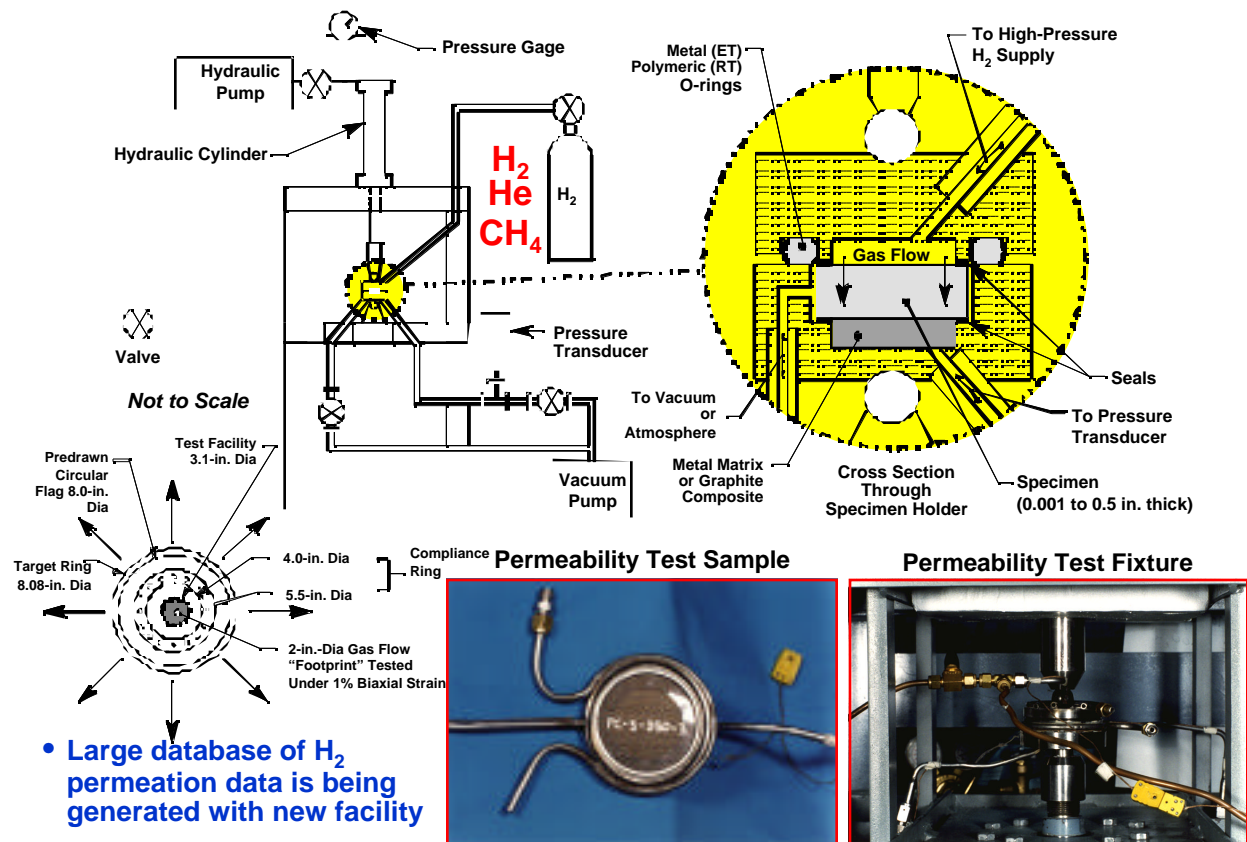 Pressure Gage
Hydraulic
Pump
Hydraulic Cylinder
H2
He
CH4
H2
Valve
Pressure
Transducer
Not to Scale
Vacuum
Pump
Metal (ET)
Polymeric (RT)
O-rings
To High-Pressure
H2 Supply
Gas Flow
Seals
To Vacuum
or
Atmosphere
To Pressure
Transducer
Metal Matrix
or Graphite
Composite
Cross Section
Through
Specimen Holder
Specimen
(0.001 to 0.5 in. thick)
Test Facility
3.1-in. Dia
Predrawn
Circular
Flag 8.0-in.
Dia
Target Ring
8.08-in. Dia
4.0-in. Dia
5.5-in. Dia
Compliance
Ring
2-in.-Dia Gas Flow
“Footprint” Tested
Under 1% Biaxial Strain
• Large database of H2
permeation data is being
generated with new facility
Permeability Test Sample
Permeability Test Fixture